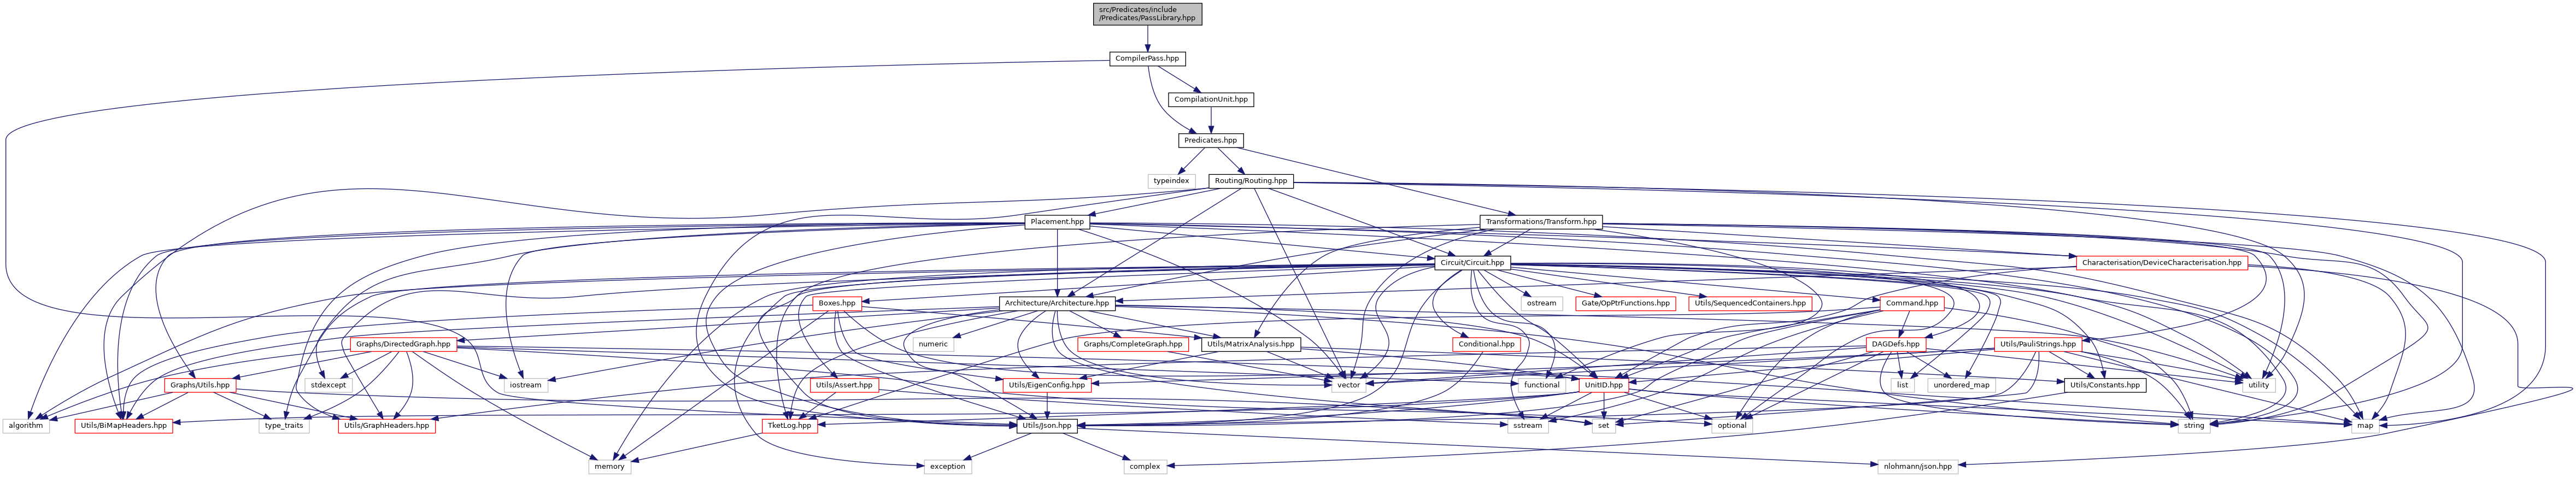 src/Predicates/include
/Predicates/PassLibrary.hpp
CompilerPass.hpp
CompilationUnit.hpp
Predicates.hpp
typeindex
Routing/Routing.hpp
Placement.hpp
Transformations/Transform.hpp
Circuit/Circuit.hpp
Characterisation/DeviceCharacterisation.hpp
Boxes.hpp
Architecture/Architecture.hpp
ostream
Gate/OpPtrFunctions.hpp
Utils/SequencedContainers.hpp
Command.hpp
Graphs/DirectedGraph.hpp
numeric
Graphs/CompleteGraph.hpp
Utils/MatrixAnalysis.hpp
Conditional.hpp
DAGDefs.hpp
Utils/PauliStrings.hpp
Graphs/Utils.hpp
stdexcept
iostream
Utils/Assert.hpp
Utils/EigenConfig.hpp
vector
functional
UnitID.hpp
list
unordered_map
Utils/Constants.hpp
utility
algorithm
Utils/BiMapHeaders.hpp
type_traits
Utils/GraphHeaders.hpp
TketLog.hpp
Utils/Json.hpp
sstream
set
optional
string
map
memory
exception
complex
nlohmann/json.hpp